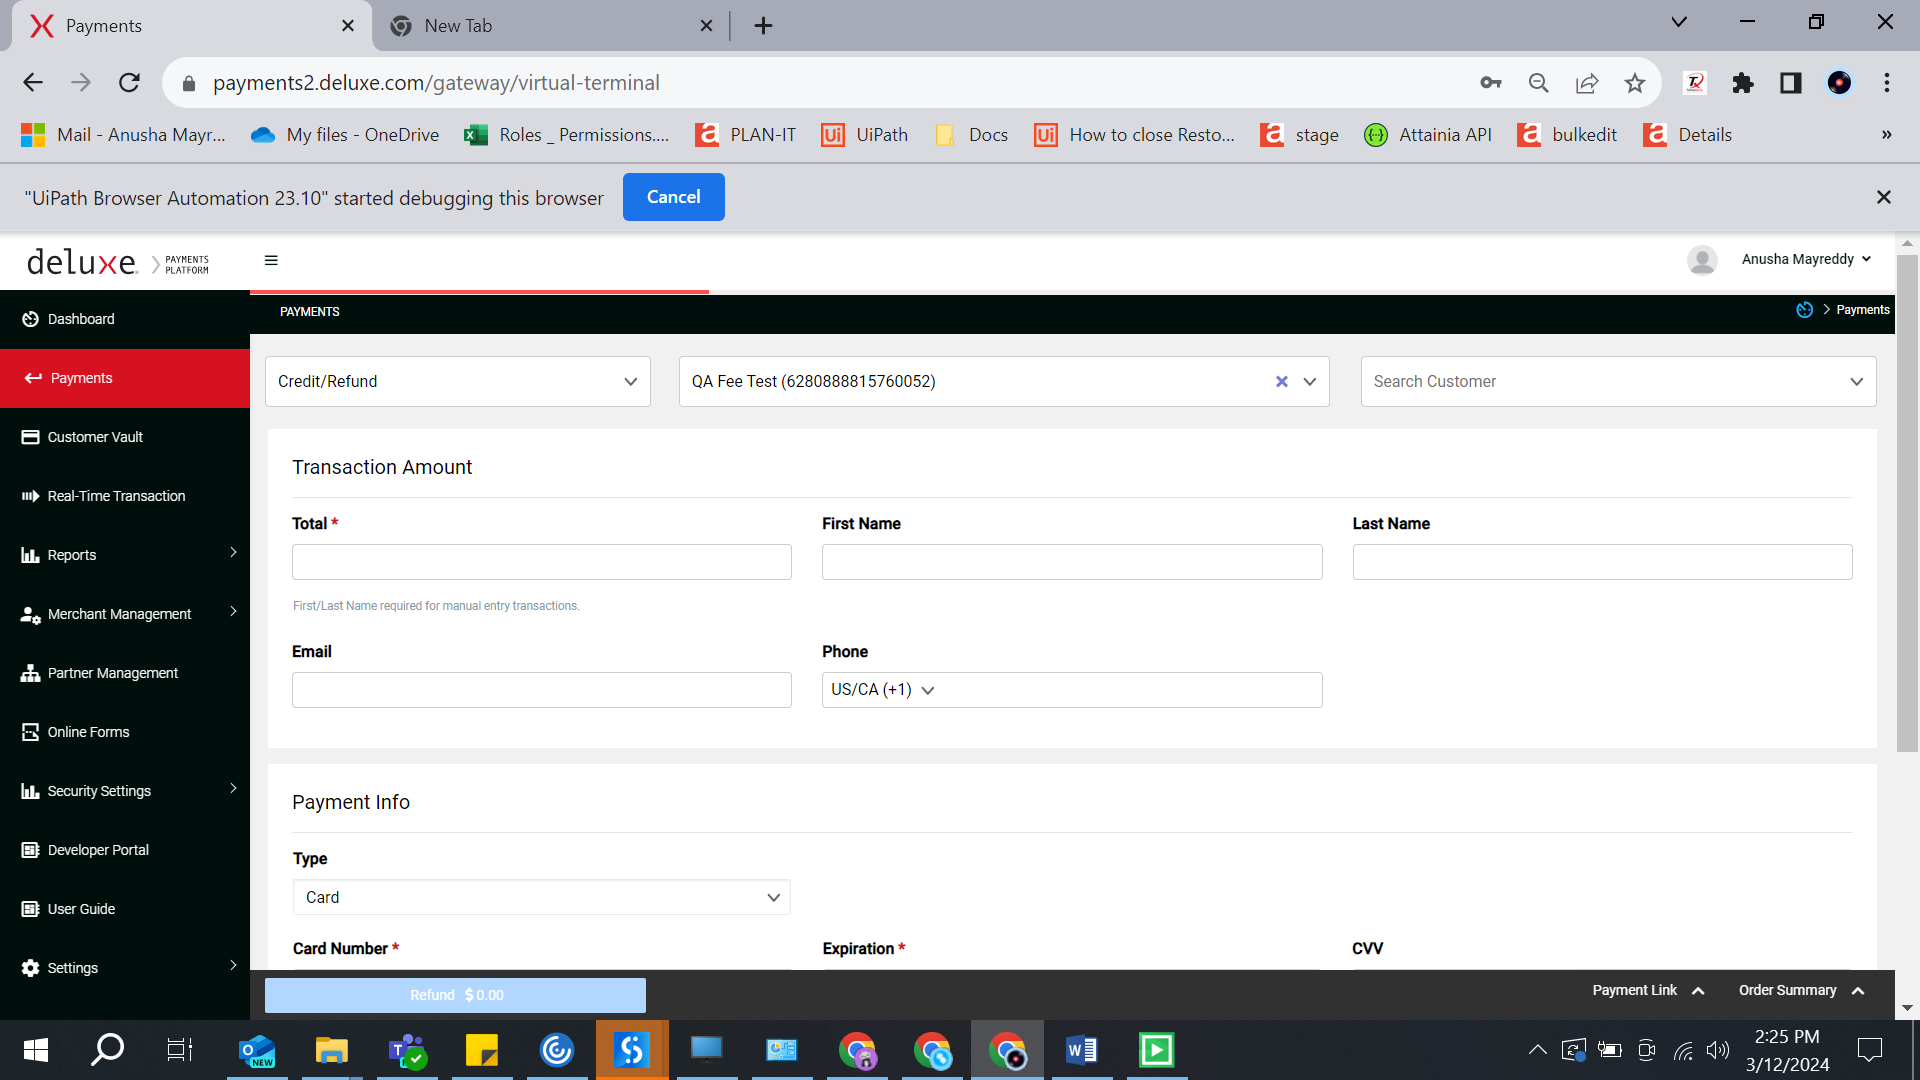 Payments
New Tab
payments2.deluxe.com/gateway/virtual-terminal
Mail - Anusha Mayr...
My files - OneDrive
Roles _ Permissions....
PLAN-IT
UiPath
Docs
How to close Resto...
stage
Attainia API
bulkedit
Details
»
"UiPath Browser Automation 23.10" started debugging this browser
Cancel
deluxe.
PAYMENTS
PLATFORM
Anusha Mayreddy
Dashboard
Payments
Customer Vault
Real-Time Transaction
Reports
Merchant Management
Partner Management
Online Forms
Security Settings
Developer Portal
User Guide
Settings
PAYMENTS
Payments
Credit/Refund
QA Fee Test (6280888815760052)
Search Customer
Transaction Amount
Total *
First Name
Last Name
First/Last Name required for manual entry transactions.
Email
Phone
US/CA (+1)
Payment Info
Type
Card
Card Number *
Expiration *
CVV
Refund $ 0.00
Payment Link
Order Summary
NEW
2:25 PM
3/12/2024